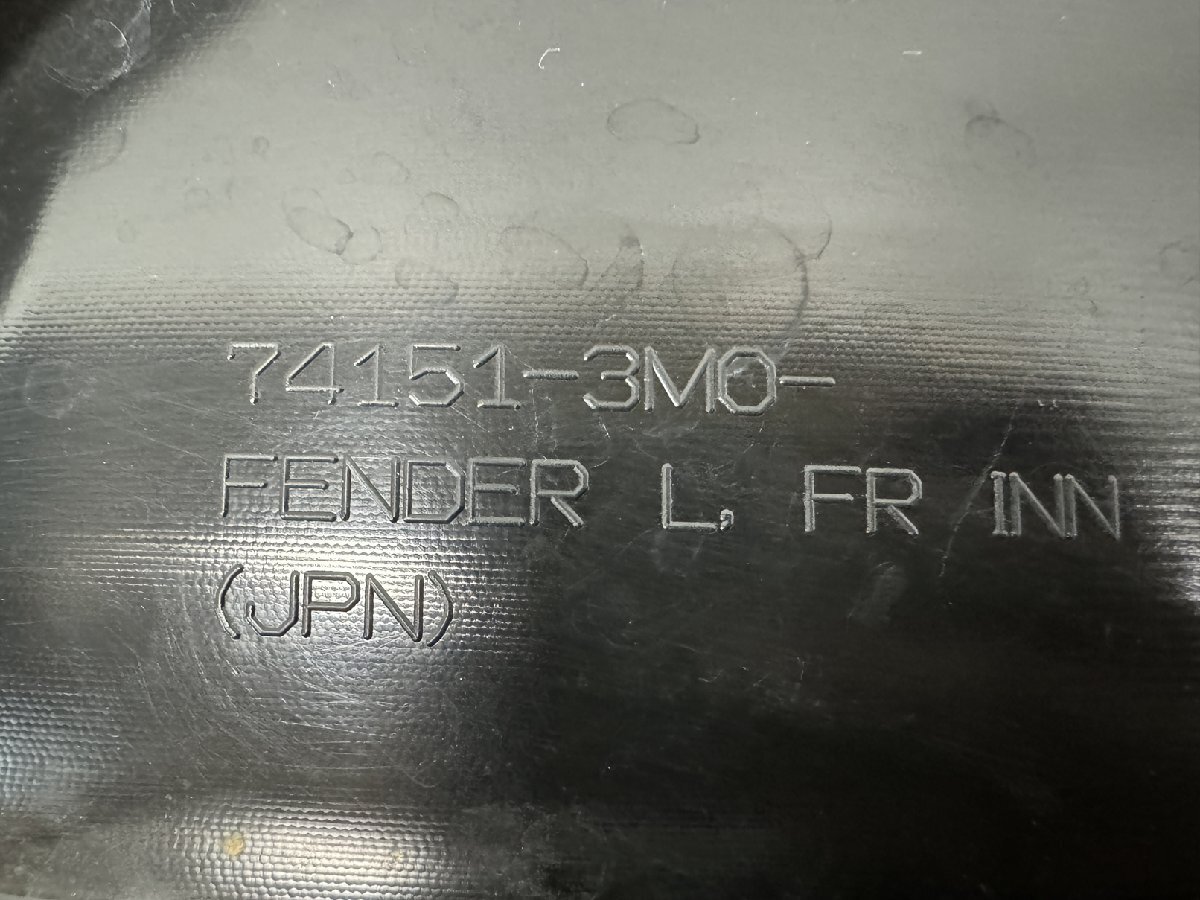 74151-3M0-
FENDER L, FR INN
(JPN)